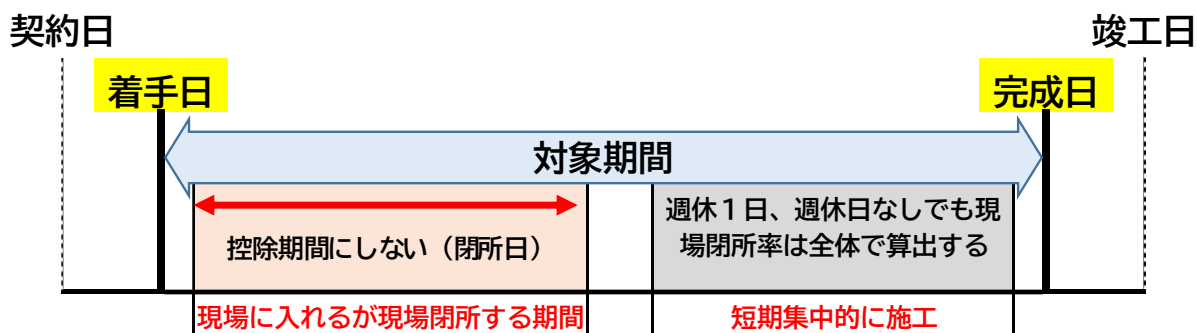 契約日
竣工日
着手日
完成日
対象期間
控除期間にしない（閉所日）
週休１日、週休日なしでも現
場閉所率は全体で算出する
現場に入れるが現場閉所する期間
短期集中的に施工